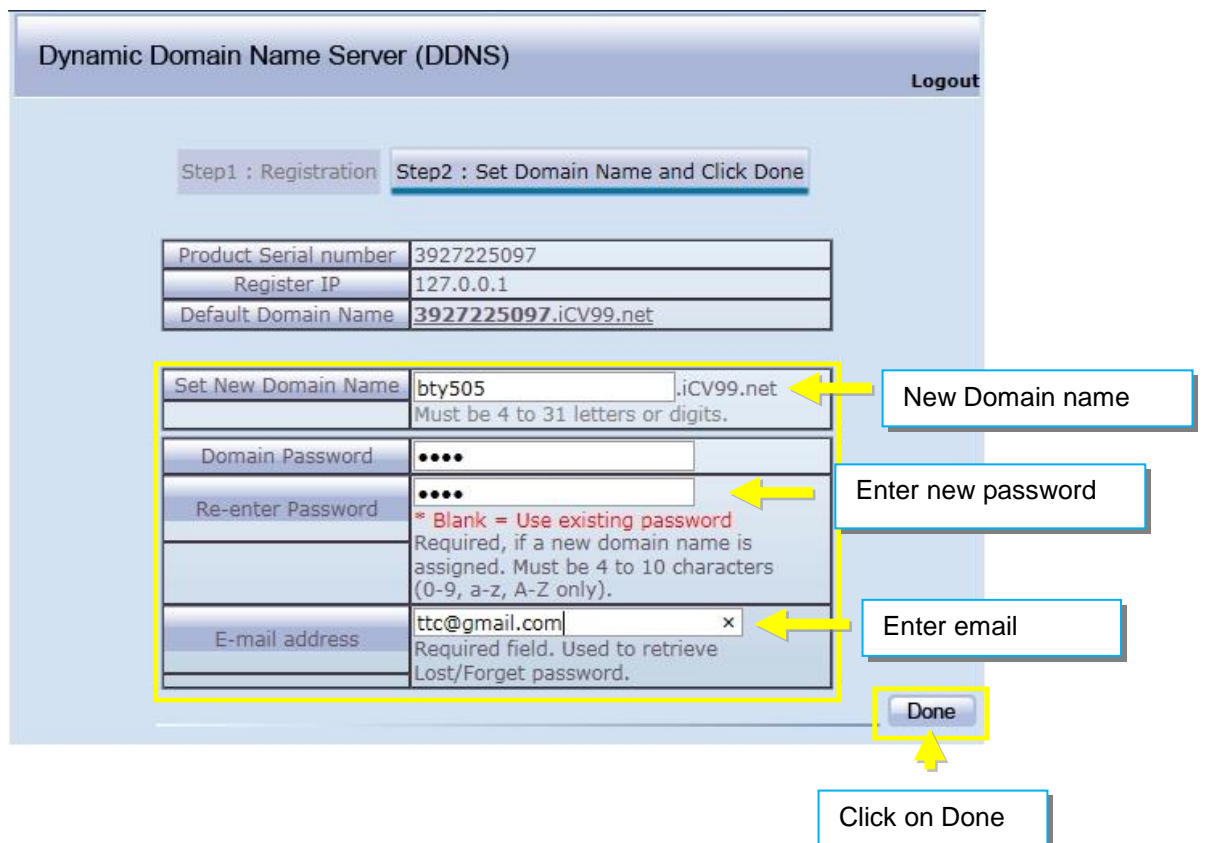 Dynamic Domain Name Server (DDNS)
Logout
Step1 : Registration
Step2 : Set Domain Name and Click Done
Product Serial number 3927225097
Register IP 127.0.0.1
Default Domain Name 3927225097.iCV99.net
Set New Domain Name bty505 .iCV99.net
New Domain name
Must be 4 to 31 letters or digits.
Domain Password ••••
Re-enter Password ••••
Enter new password
* Blank = Use existing password
Required, if a new domain name is
assigned. Must be 4 to 10 characters
(0-9, a-z, A-Z only).
E-mail address ttc@gmail.com ×
Enter email
Required field. Used to retrieve
Lost/Forget password.
Done
Click on Done